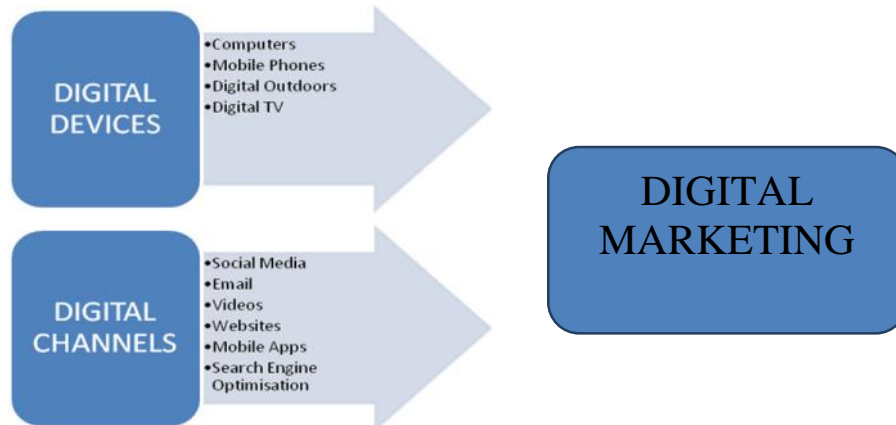 DIGITAL
DEVICES
•Computers
•Mobile Phones
•Digital Outdoors
•Digital TV
DIGITAL
CHANNELS
•Social Media
•Email
•Videos
•Websites
•Mobile Apps
•Search Engine
Optimisation
DIGITAL
MARKETING